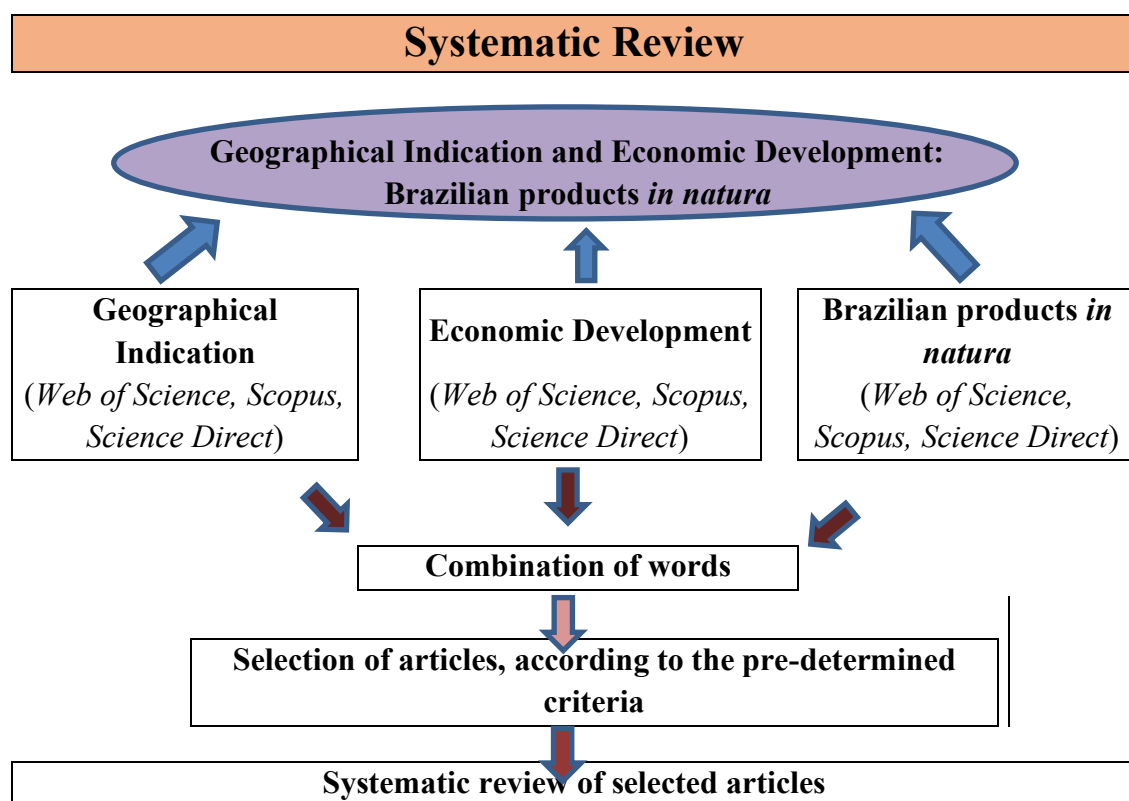 Systematic Review
Geographical Indication and Economic Development:
Brazilian products in natura
Geographical
Indication
(Web of Science, Scopus,
Science Direct)
Economic Development
(Web of Science, Scopus,
Science Direct)
Brazilian products in
natura
(Web of Science,
Scopus, Science Direct)
Combination of words
Selection of articles, according to the pre-determined
criteria
Systematic review of selected articles